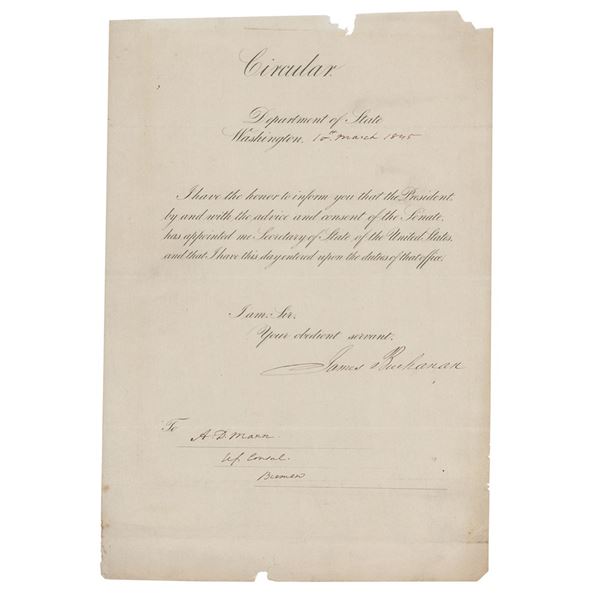 Circular.
Department of State
Washington, 10th March 1845
I have the honor to inform you that the President,
by and with the advice and consent of the Senate,
has appointed me Secretary of State of the United States,
and that I have this day entered upon the duties of that office.
I am, Sir,
Your obedient servant,
James Buchanan
To
A. D. Mann.
U.S. Consul.
Bremen